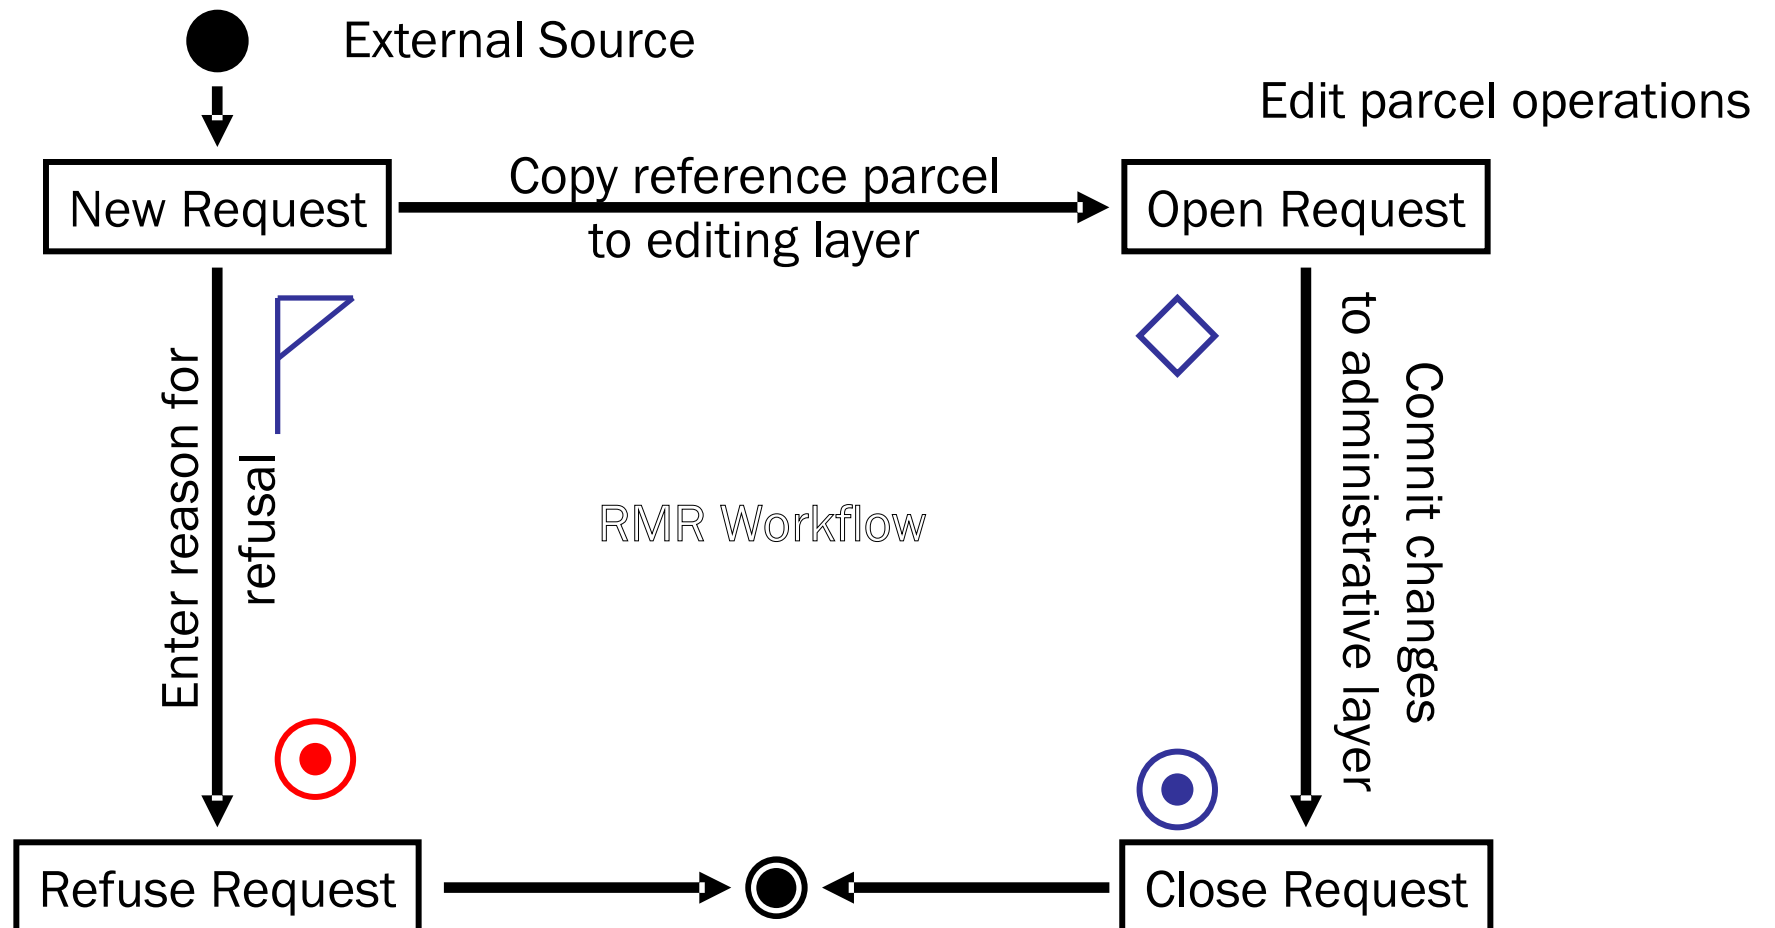 External Source
Edit parcel operations
New Request
Copy reference parcel
to editing layer
Open Request
Enter reason for
refusal
RMR Workflow
Commit changes
to administrative layer
Refuse Request
Close Request